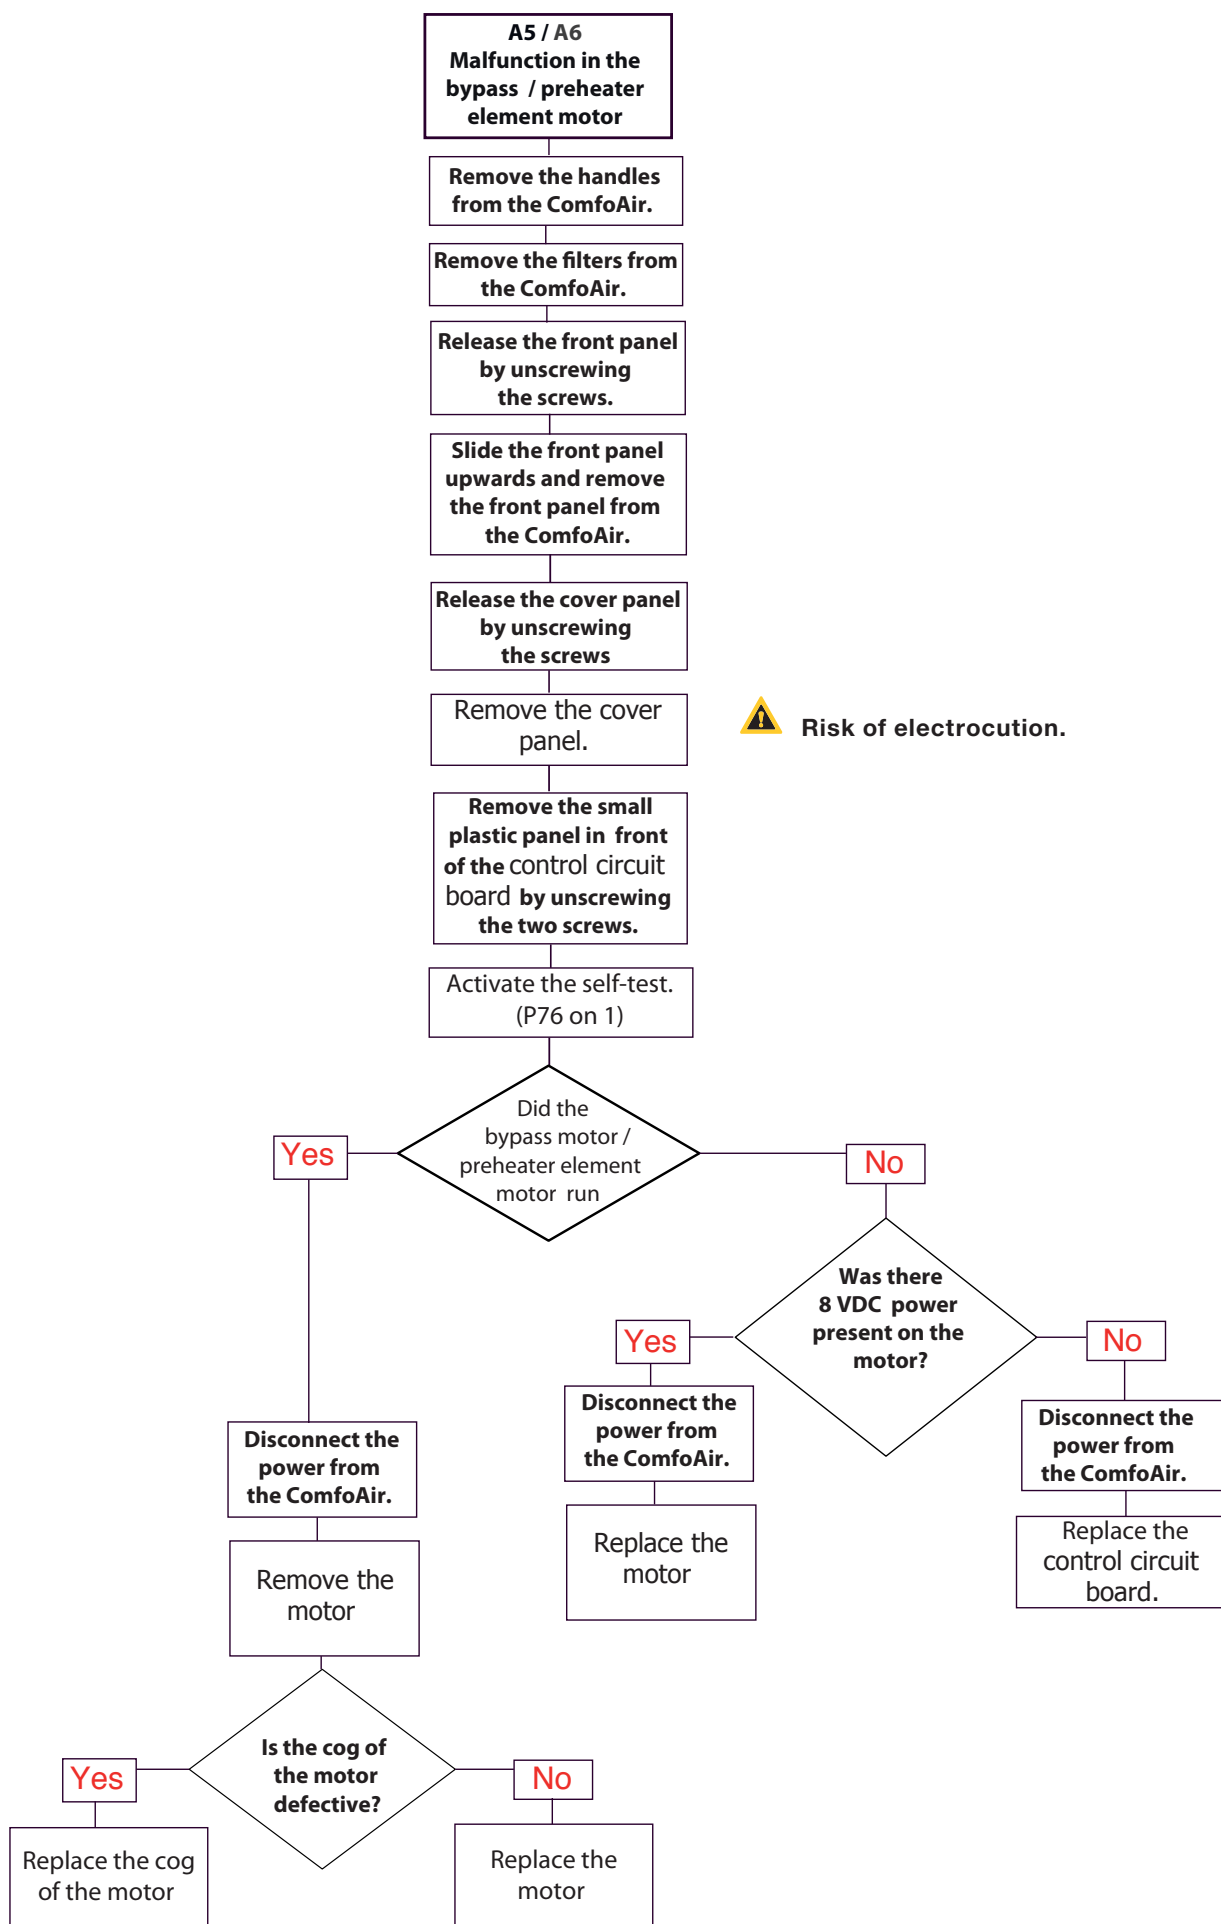 A5 / A6
Malfunction in the
bypass / preheater
element motor
Remove the handles
from the ComfoAir.
Remove the filters from
the ComfoAir.
Release the front panel
by unscrewing
the screws.
Slide the front panel
upwards and remove
the front panel from
the ComfoAir.
Release the cover panel
by unscrewing
the screws
Remove the cover
panel.
Risk of electrocution.
Remove the small
plastic panel in front
of the control circuit
board by unscrewing
the two screws.
Activate the self-test.
(P76 on 1)
Did the
bypass motor /
preheater element
motor run
Yes
No
Was there
8 VDC power
present on the
motor?
Yes
No
Disconnect the
power from
the ComfoAir.
Replace the
motor
Disconnect the
power from
the ComfoAir.
Replace the
control circuit
board.
Disconnect the
power from
the ComfoAir.
Remove the
motor
Is the cog of
the motor
defective?
Yes
No
Replace the cog
of the motor
Replace the
motor